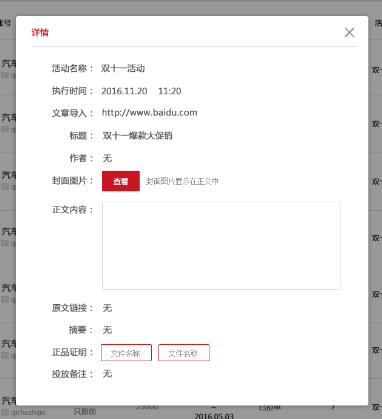 详情
活动名称： 双十一活动
执行时间： 2016.11.20 11:20
文章导入： http://www.baidu.com
标题： 双十一爆款大促销
作者： 无
封面图片： 查看 封面图片显示在正文中
正文内容：
原文链接： 无
摘要： 无
正品证明： 文件名称 文件名称
投放备注： 无
qichezhijia 只原创 25000 ~ 已拒审 7
2016.05.03